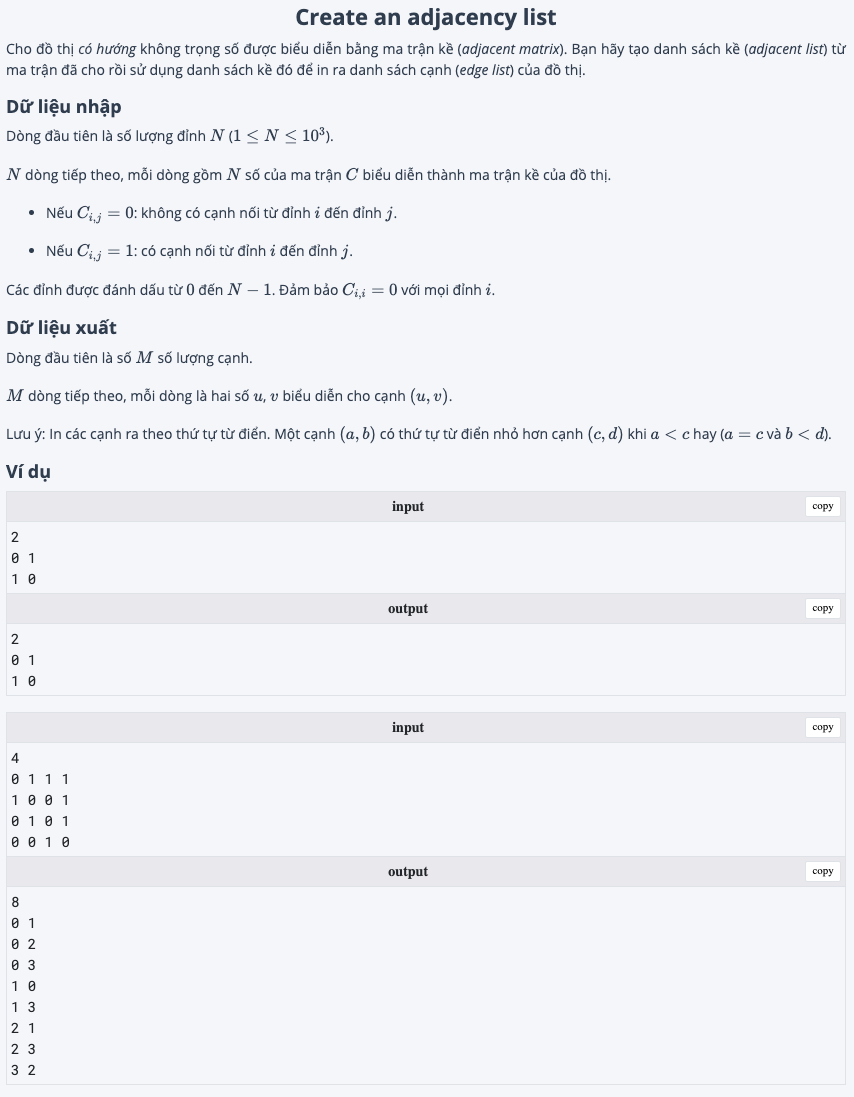 Create an adjacency list
Cho đồ thị có hướng không trọng số được biểu diễn bằng ma trận kề (adjacent matrix). Bạn hãy tạo danh sách kề (adjacent list) từ
ma trận đã cho rồi sử dụng danh sách kề đó để in ra danh sách cạnh (edge list) của đồ thị.
Dữ liệu nhập
Dòng đầu tiên là số lượng đỉnh N (1 ≤ N ≤ 10³).
N dòng tiếp theo, mỗi dòng gồm N số của ma trận C biểu diễn thành ma trận kề của đồ thị.
• Nếu C_{i,j} = 0: không có cạnh nối từ đỉnh i đến đỉnh j.
• Nếu C_{i,j} = 1: có cạnh nối từ đỉnh i đến đỉnh j.
Các đỉnh được đánh dấu từ 0 đến N − 1. Đảm bảo C_{i,i} = 0 với mọi đỉnh i.
Dữ liệu xuất
Dòng đầu tiên là số M số lượng cạnh.
M dòng tiếp theo, mỗi dòng là hai số u, v biểu diễn cho cạnh (u, v).
Lưu ý: In các cạnh ra theo thứ tự từ điển. Một cạnh (a, b) có thứ tự từ điển nhỏ hơn cạnh (c, d) khi a < c hay (a = c và b < d).
Ví dụ
input copy
2
0 1
1 0
output copy
2
0 1
1 0
input copy
4
0 1 1 1
1 0 0 1
0 1 0 1
0 0 1 0
output copy
8
0 1
0 2
0 3
1 0
1 3
2 1
2 3
3 2